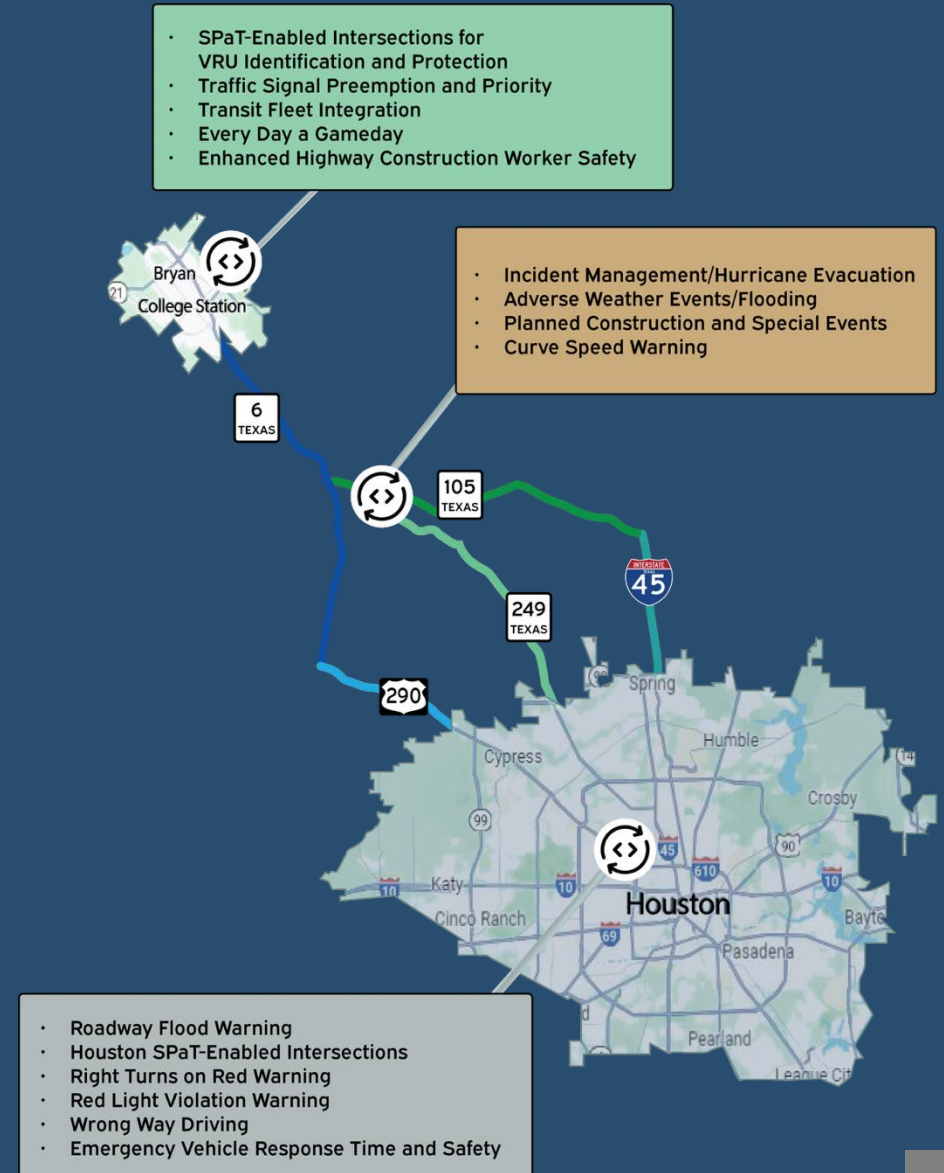 · SPaT-Enabled Intersections for
VRU Identification and Protection
· Traffic Signal Preemption and Priority
· Transit Fleet Integration
· Every Day a Gameday
· Enhanced Highway Construction Worker Safety
Bryan
21
College Station
· Incident Management/Hurricane Evacuation
· Adverse Weather Events/Flooding
· Planned Construction and Special Events
· Curve Speed Warning
6
TEXAS
105
TEXAS
INTERSTATE
TEXAS
45
249
TEXAS
290
Spring
Cypress
Humble
14
Crosby
99
45
90
610
10
Katy
10
10
Houston
Cinco Ranch
69
Bayte
Pasadena
d
Pearland
League Cit
· Roadway Flood Warning
· Houston SPaT-Enabled Intersections
· Right Turns on Red Warning
· Red Light Violation Warning
· Wrong Way Driving
· Emergency Vehicle Response Time and Safety